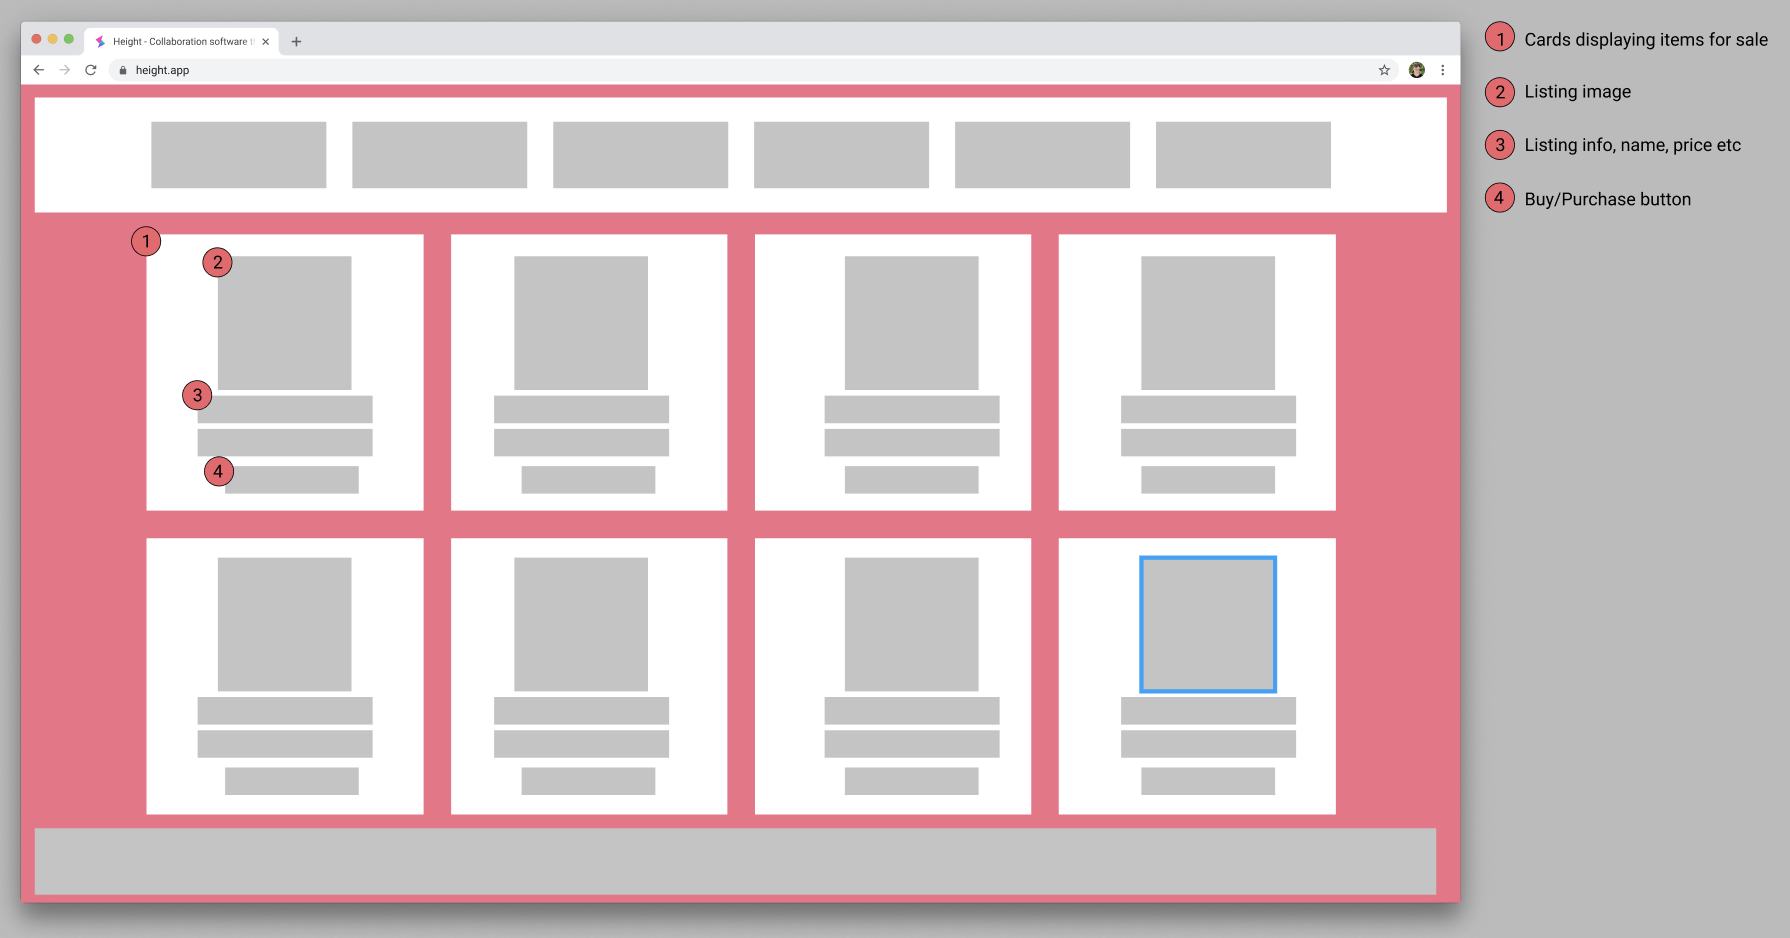 Height - Collaboration software t
height.app
1 Cards displaying items for sale
2 Listing image
3 Listing info, name, price etc
4 Buy/Purchase button
1
2
3
4